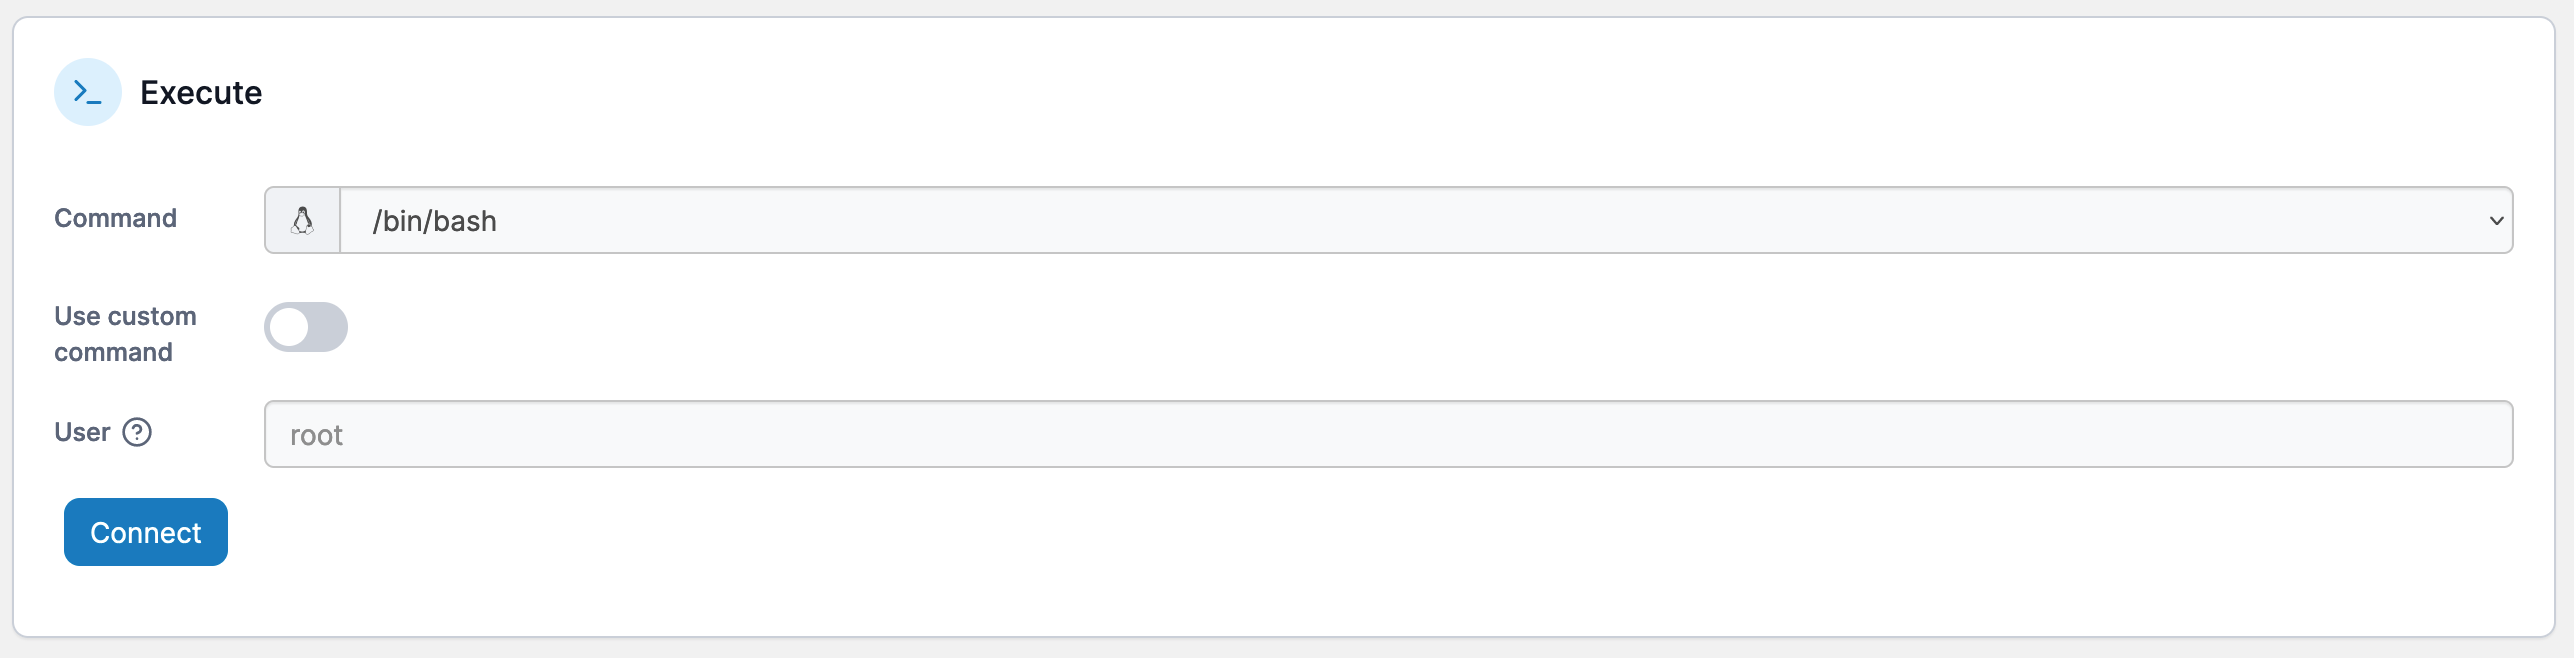 Execute
Command
/bin/bash
Use custom
command
User
root
Connect